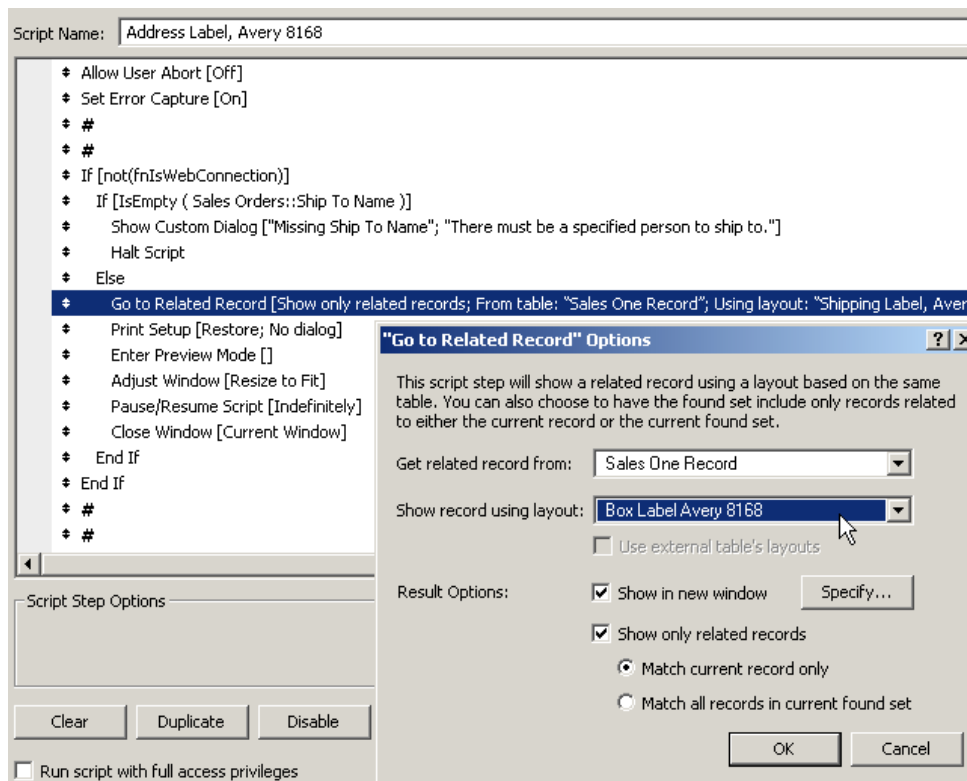 Script Name: Address Label, Avery 8168
Allow User Abort [Off]
Set Error Capture [On]
#
#
If [not(fnIsWebConnection)]
If [IsEmpty ( Sales Orders::Ship To Name )]
Show Custom Dialog ["Missing Ship To Name"; "There must be a specified person to ship to."]
Halt Script
Else
Go to Related Record [Show only related records; From table: “Sales One Record”; Using layout: “Shipping Label, Aver
Print Setup [Restore; No dialog]
Enter Preview Mode []
Adjust Window [Resize to Fit]
Pause/Resume Script [Indefinitely]
Close Window [Current Window]
End If
End If
#
#
"Go to Related Record" Options
This script step will show a related record using a layout based on the same
table. You can also choose to have the found set include only records related
to either the current record or the current found set.
Get related record from: Sales One Record
Show record using layout: Box Label Avery 8168
Use external table's layouts
Result Options: Show in new window Specify...
Show only related records
Match current record only
Match all records in current found set
OK Cancel
Script Step Options
Clear Duplicate Disable
Run script with full access privileges